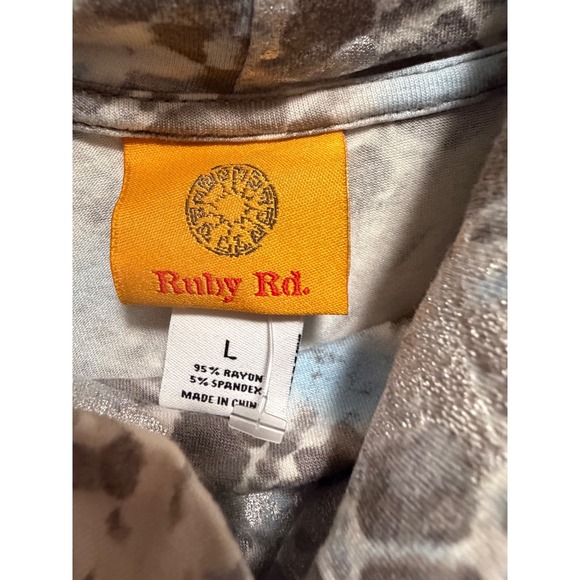 Ruby Rd.
L
95% RAYON
5% SPANDEX
MADE IN CHIN